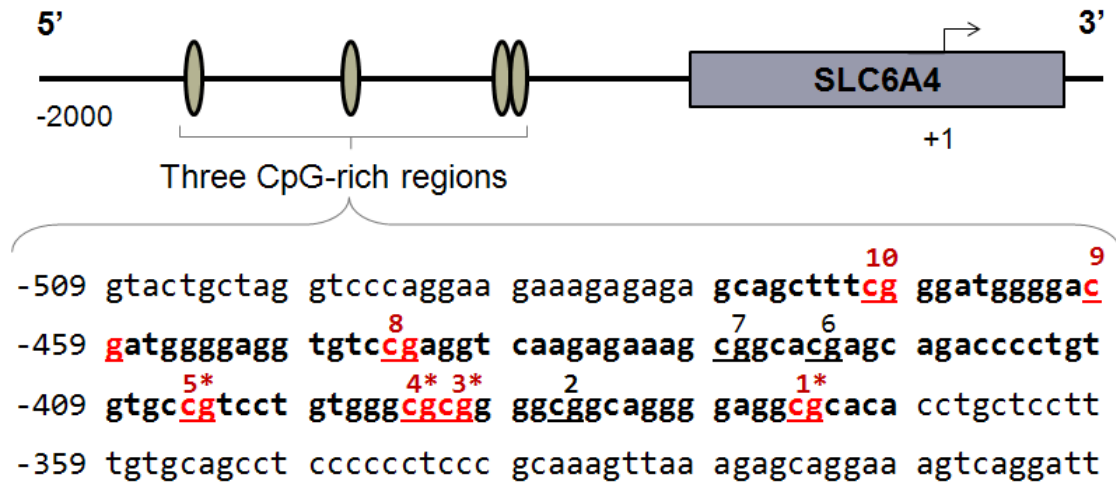 5’ 3’
SLC6A4
-2000 +1
Three CpG-rich regions
10 9
-509 gtactgctag gtcccaggaa gaaagagaga gcagctttcg ggatggggac
8 7 6
-459 gatggggagg tgtccgaggt caagagaaag cggcacgagc agacccctgt
5* 4* 3* 2 1*
-409 gtgccgtcct gtgggcgcgg ggcggcaggg gaggcgcaca cctgctcctt
-359 tgtgcagcct cccccctccc gcaaagttaa agagcaggaa agtcaggatt